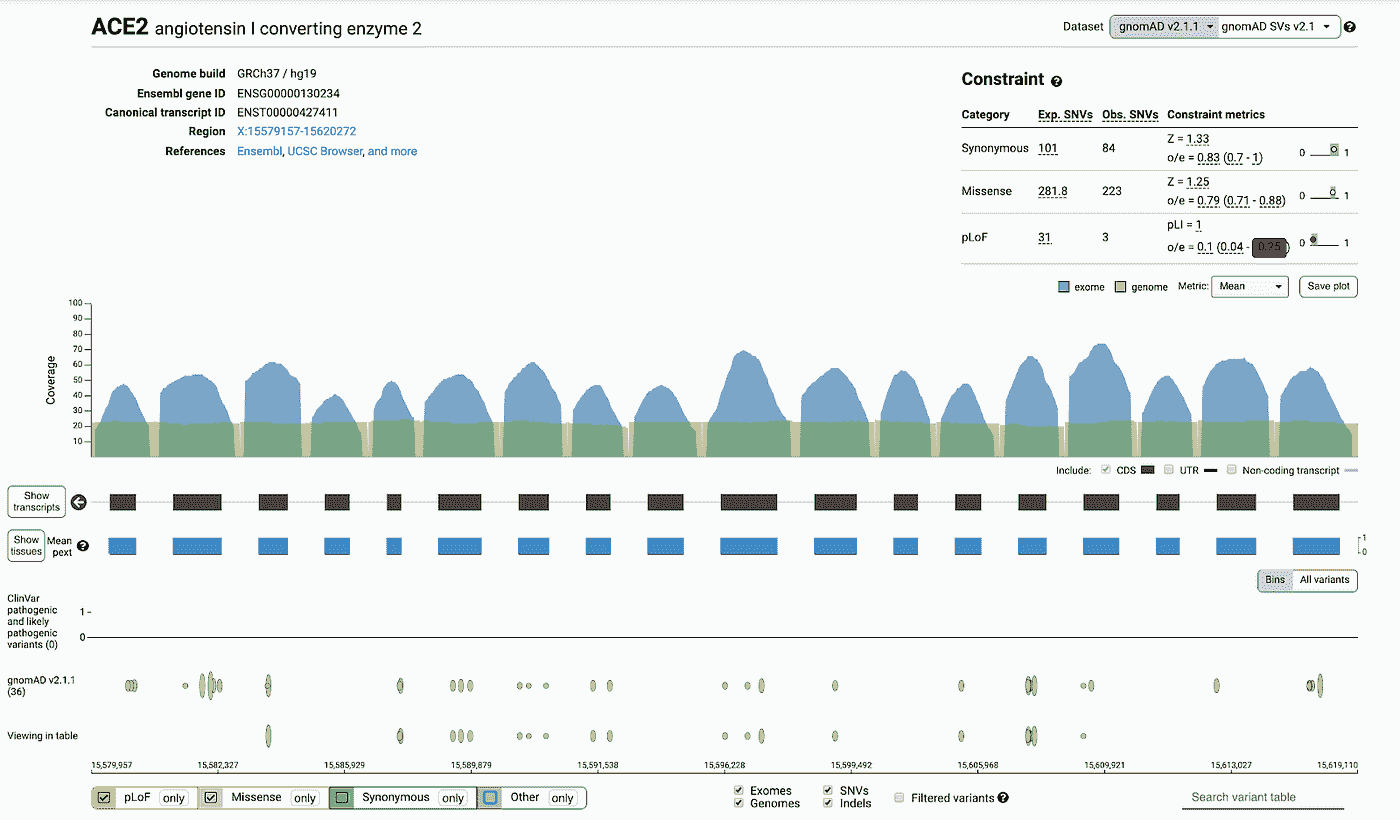 ACE2 angiotensin I converting enzyme 2
Dataset gnomAD v2.1.1 gnomAD SVs v2.1 ?
Genome build GRCh37 / hg19
Ensembl gene ID ENSG00000130234
Canonical transcript ID ENST00000427411
Region X:15579157-15620272
References Ensembl, UCSC Browser, and more
Constraint ?
Category Exp. SNVs Obs. SNVs Constraint metrics
Synonymous 101 84 Z = 1.33
o/e = 0.83 (0.7 - 1) 0 1
Missense 281.8 223 Z = 1.25
o/e = 0.79 (0.71 - 0.88) 0 1
pLoF 31 3 pLI = 1
o/e = 0.1 (0.04 - 0.25) 0 1
exome genome Metric: Mean Save plot
Coverage
100
90
80
70
60
50
40
30
20
10
Include: CDS UTR Non-coding transcript
Show
transcripts
Show
tissues
Mean
pext ?
1
0
Bins All variants
ClinVar
pathogenic
and likely
pathogenic
variants (0)
1
0
gnomAD v2.1.1
(36)
Viewing in table
15,579,957 15,582,327 15,585,929 15,589,879 15,591,538 15,596,228 15,599,492 15,605,968 15,609,921 15,613,027 15,619,110
pLoF only Missense only Synonymous only Other only
Exomes SNVs
Genomes Indels
Filtered variants ?
Search variant table